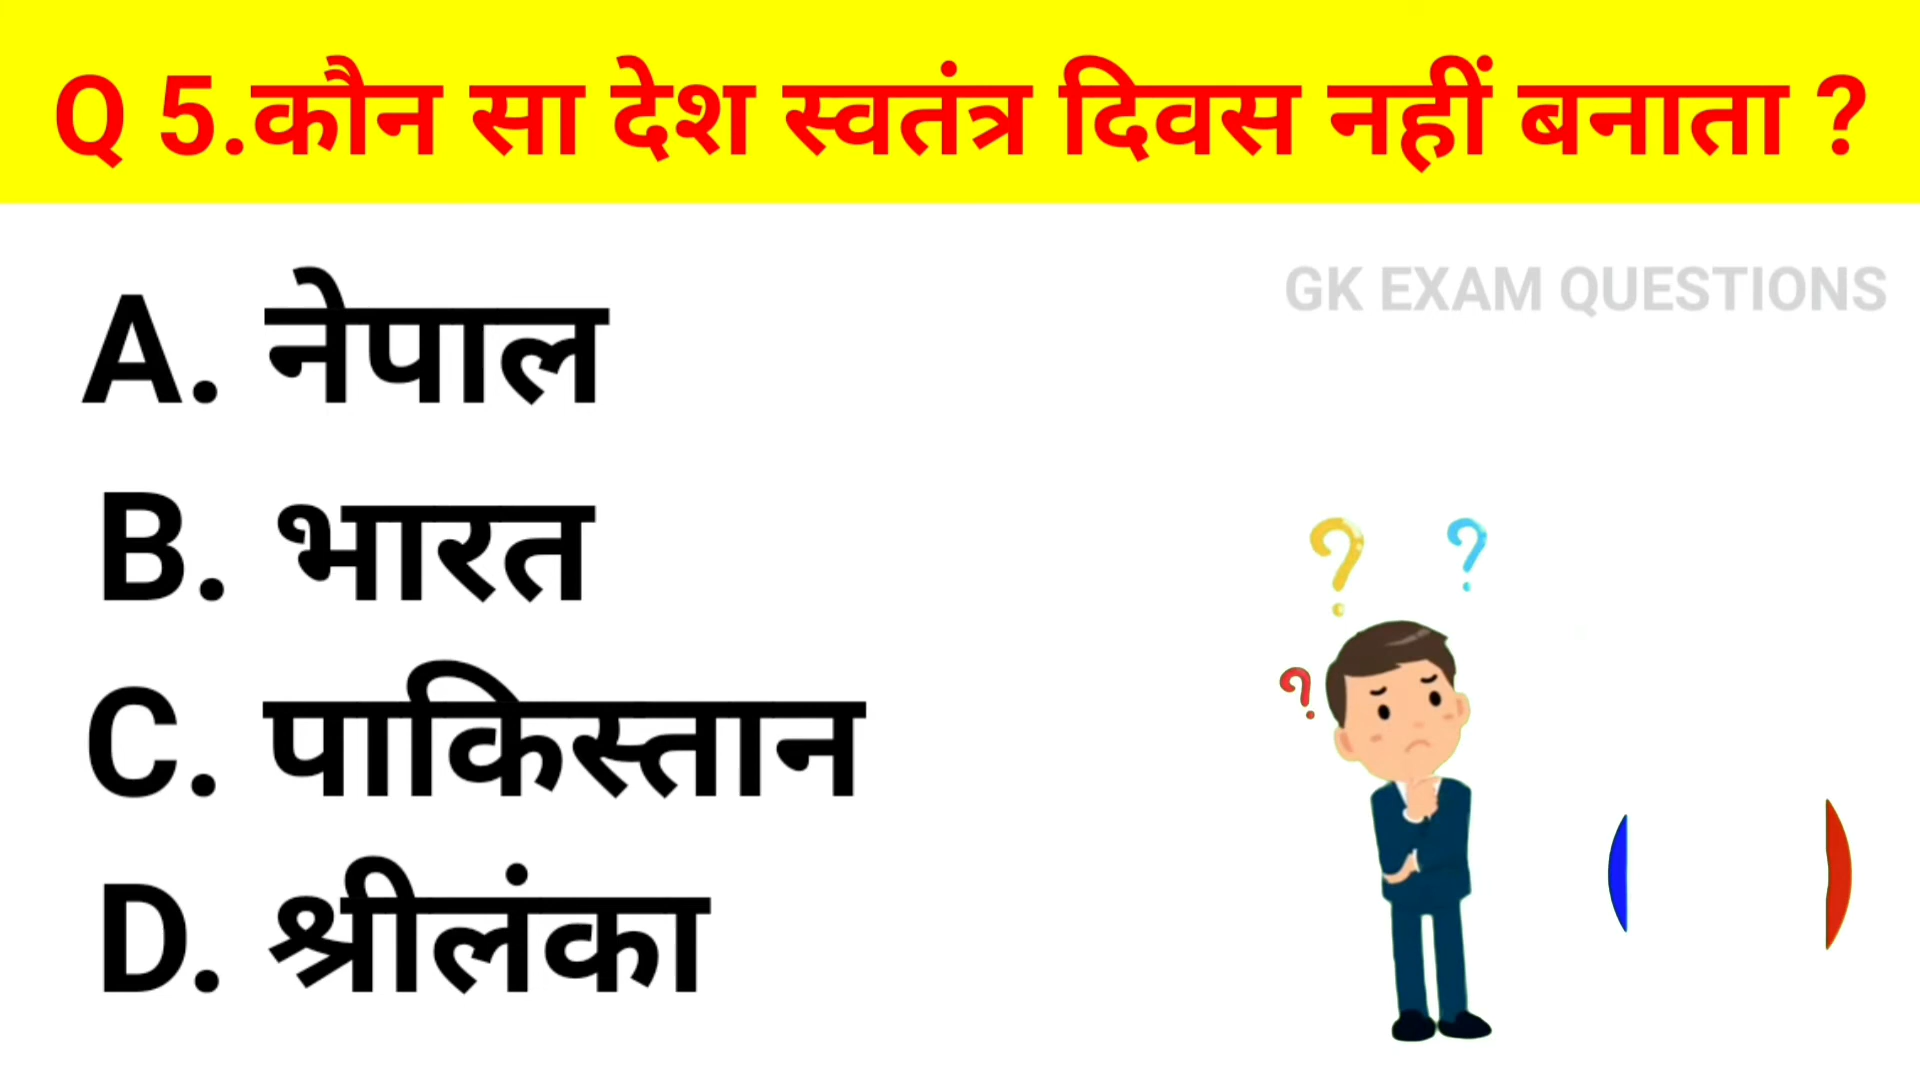 Q 5.कौन सा देश स्वतंत्र दिवस नहीं बनाता ?
GK EXAM QUESTIONS
A. नेपाल
B. भारत
C. पाकिस्तान
D. श्रीलंका